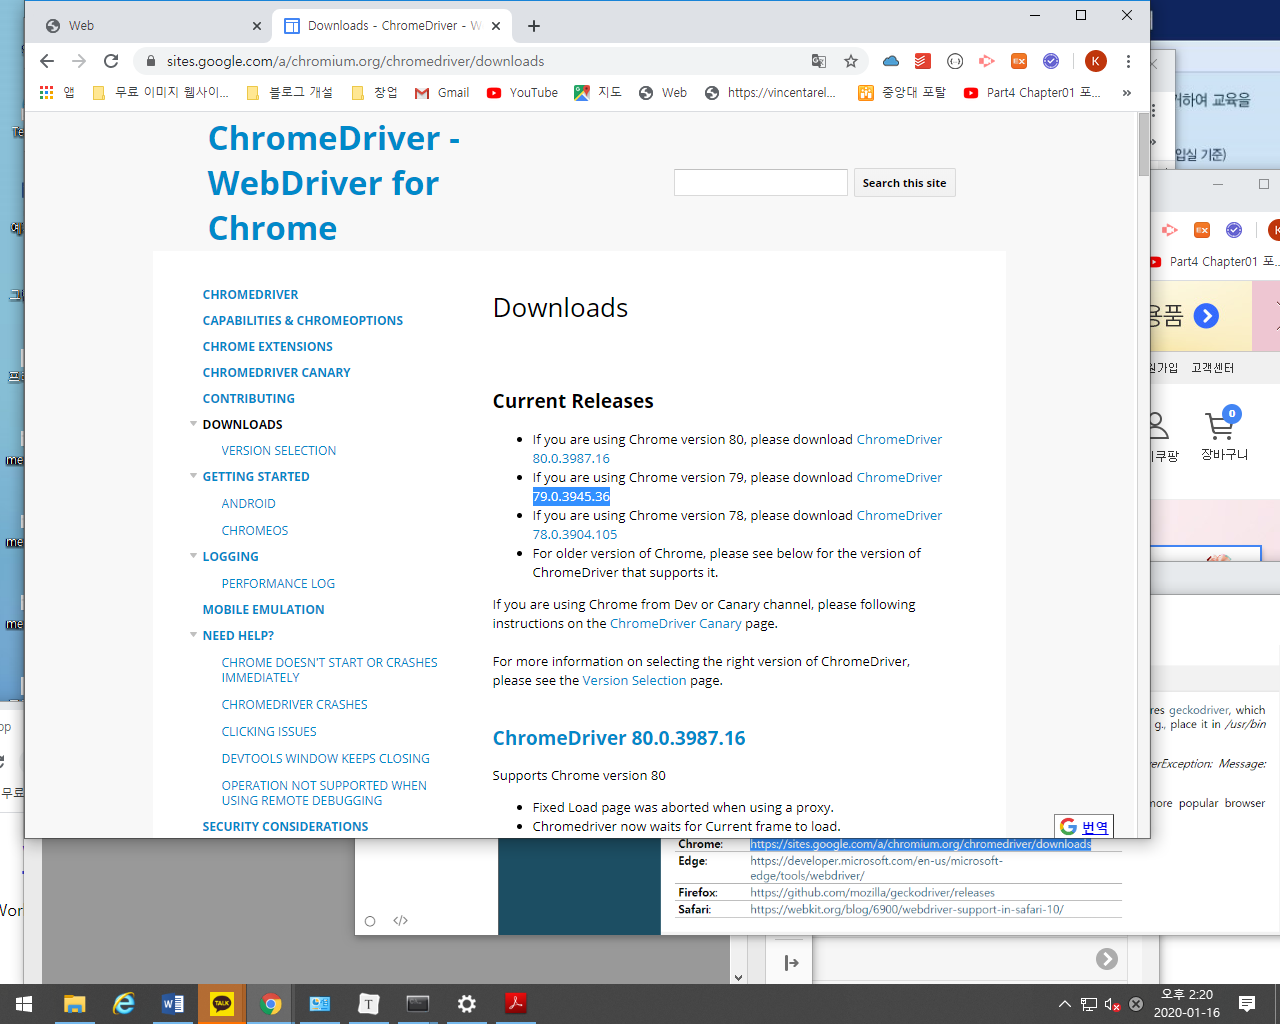 Web
Downloads - ChromeDriver - W
sites.google.com/a/chromium.org/chromedriver/downloads
K
앱
무료 이미지 웹사이...
블로그 개설
창업
Gmail
YouTube
지도
Web
https://vincentarel...
중앙대 포탈
Part4 Chapter01 포...
»
ChromeDriver -
WebDriver for
Chrome
Search this site
CHROMEDRIVER
CAPABILITIES & CHROMEOPTIONS
CHROME EXTENSIONS
CHROMEDRIVER CANARY
CONTRIBUTING
DOWNLOADS
VERSION SELECTION
GETTING STARTED
ANDROID
CHROMEOS
LOGGING
PERFORMANCE LOG
MOBILE EMULATION
NEED HELP?
CHROME DOESN'T START OR CRASHES
IMMEDIATELY
CHROMEDRIVER CRASHES
CLICKING ISSUES
DEVTOOLS WINDOW KEEPS CLOSING
OPERATION NOT SUPPORTED WHEN
USING REMOTE DEBUGGING
SECURITY CONSIDERATIONS
Downloads
Current Releases
If you are using Chrome version 80, please download ChromeDriver
80.0.3987.16
If you are using Chrome version 79, please download ChromeDriver
79.0.3945.36
If you are using Chrome version 78, please download ChromeDriver
78.0.3904.105
For older version of Chrome, please see below for the version of
ChromeDriver that supports it.
If you are using Chrome from Dev or Canary channel, please following
instructions on the ChromeDriver Canary page.
For more information on selecting the right version of ChromeDriver,
please see the Version Selection page.
ChromeDriver 80.0.3987.16
Supports Chrome version 80
Fixed Load page was aborted when using a proxy.
Chromedriver now waits for Current frame to load.
번역
하여 교육을
입실 기준)
Part4 Chapter01 포...
용품
원가입 고객센터
0
쿠팡 장바구니
res geckodriver, which
g., place it in /usr/bin
erException: Message:
more popular browser
Chrome: https://sites.google.com/a/chromium.org/chromedriver/downloads
Edge: https://developer.microsoft.com/en-us/microsoft-
edge/tools/webdriver/
Firefox: https://github.com/mozilla/geckodriver/releases
Safari: https://webkit.org/blog/6900/webdriver-support-in-safari-10/
op
무료
Wor
TALK
T
오후 2:20
2020-01-16